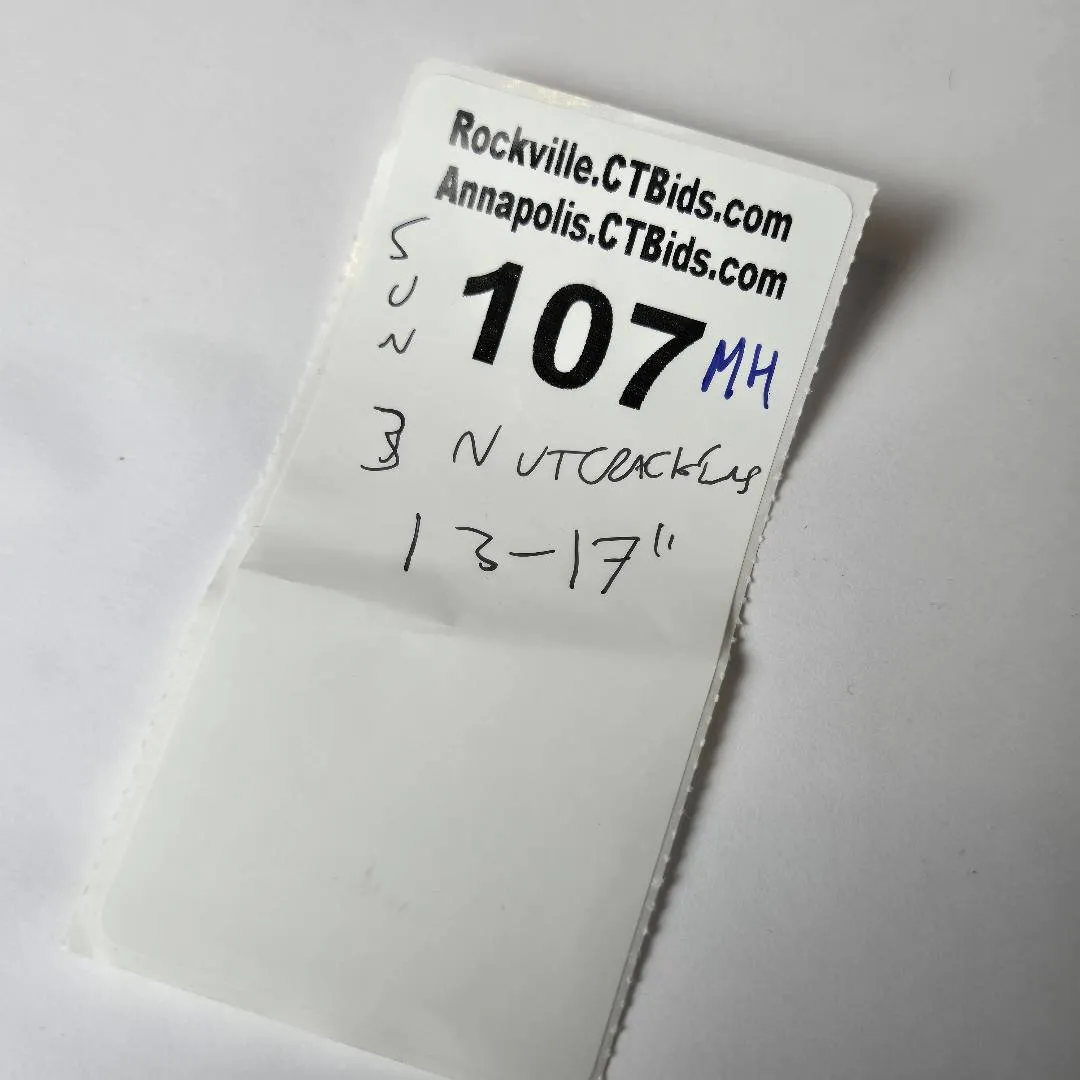 Rockville.CTBids.com
Annapolis.CTBids.com
SUN
107 MH
3 NUTCRACKERS
13-17"